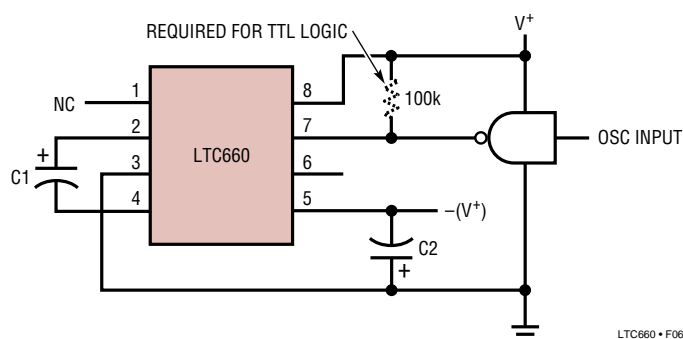 REQUIRED FOR TTL LOGIC
V+
NC
1
8
100k
2
7
OSC INPUT
+
LTC660
C1
3
6
4
5
–(V+)
C2
+
LTC660 • F06